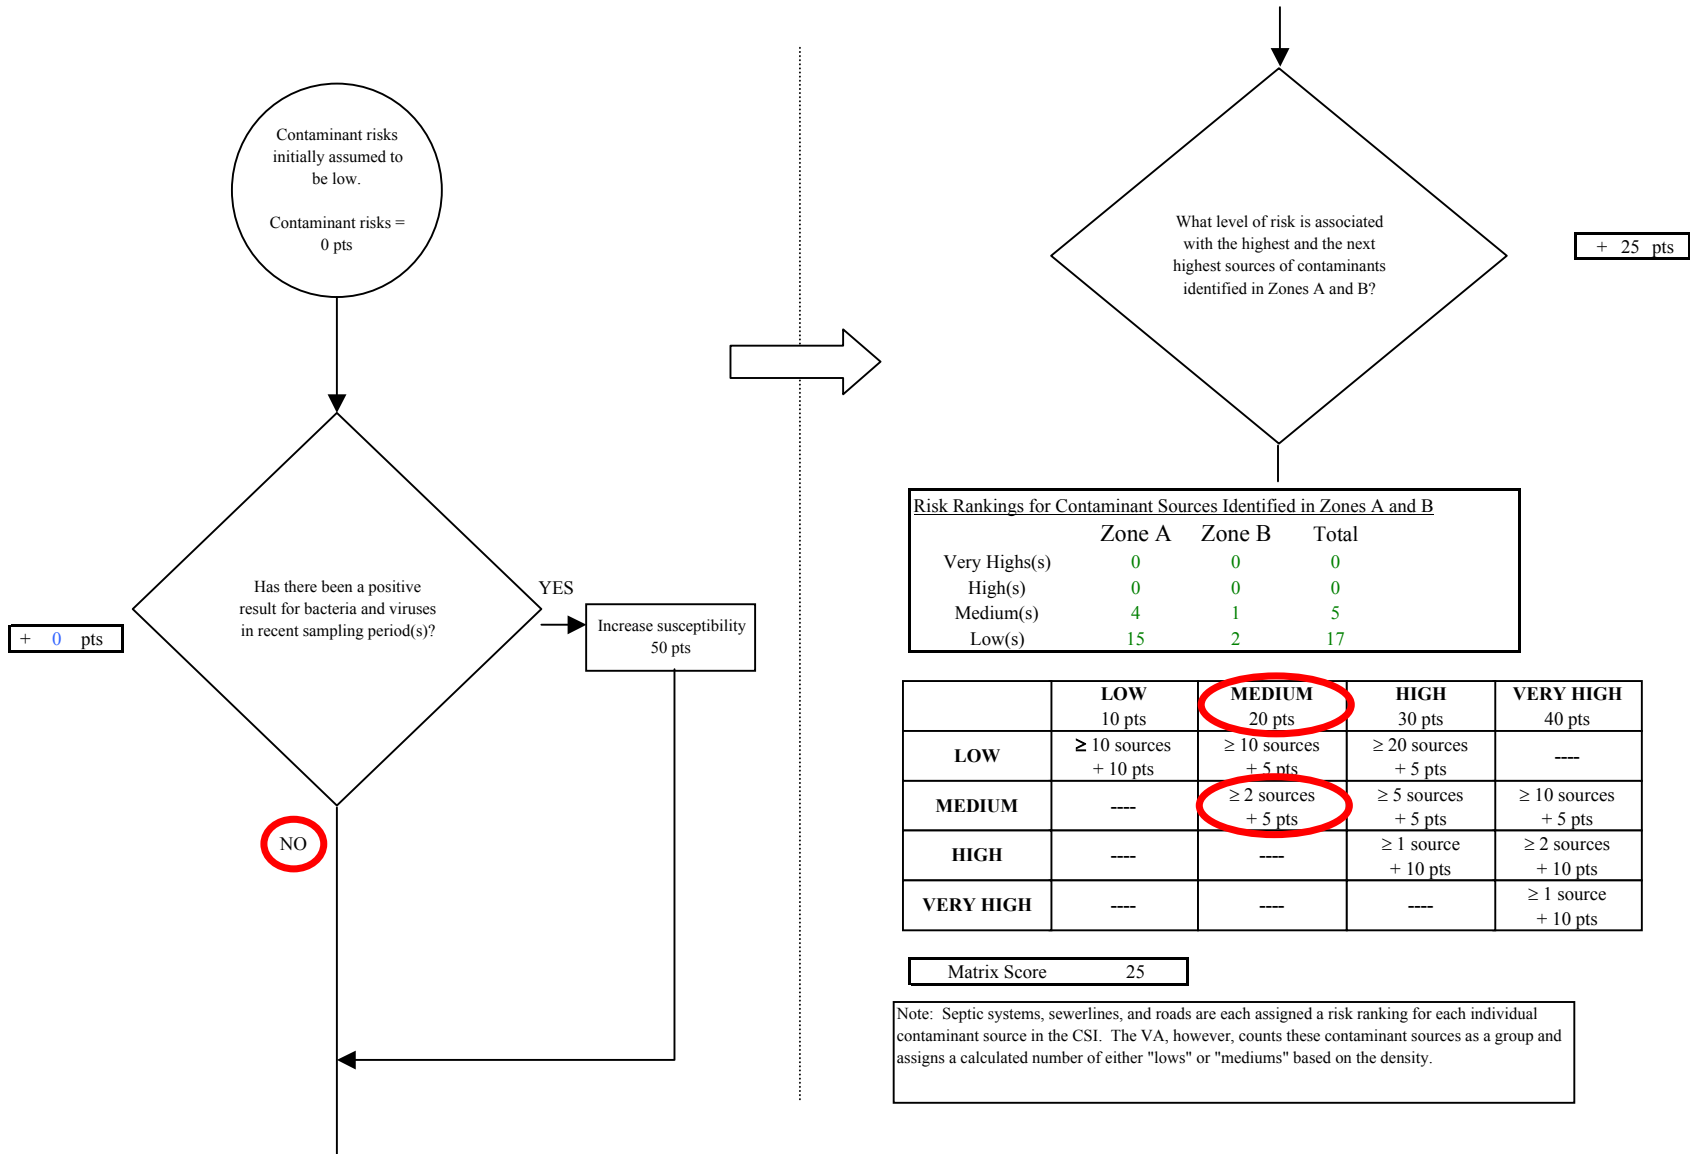 Contaminant risks
initially assumed to
be low.
Contaminant risks =
0 pts
Has there been a positive
result for bacteria and viruses
in recent sampling period(s)?
+ 0 pts
YES
Increase susceptibility
50 pts
NO
What level of risk is associated
with the highest and the next
highest sources of contaminants
identified in Zones A and B?
+ 25 pts
Risk Rankings for Contaminant Sources Identified in Zones A and B
Zone A Zone B Total
Very Highs(s) 0 0 0
High(s) 0 0 0
Medium(s) 4 1 5
Low(s) 15 2 17
LOW MEDIUM HIGH VERY HIGH
10 pts 20 pts 30 pts 40 pts
LOW ≥ 10 sources ≥ 10 sources ≥ 20 sources ----
+ 10 pts + 5 pts + 5 pts
MEDIUM ---- ≥ 2 sources ≥ 5 sources ≥ 10 sources
+ 5 pts + 5 pts + 5 pts
HIGH ---- ---- ≥ 1 source ≥ 2 sources
+ 10 pts + 10 pts
VERY HIGH ---- ---- ---- ≥ 1 source
+ 10 pts
Matrix Score 25
Note: Septic systems, sewerlines, and roads are each assigned a risk ranking for each individual
contaminant source in the CSI. The VA, however, counts these contaminant sources as a group and
assigns a calculated number of either "lows" or "mediums" based on the density.